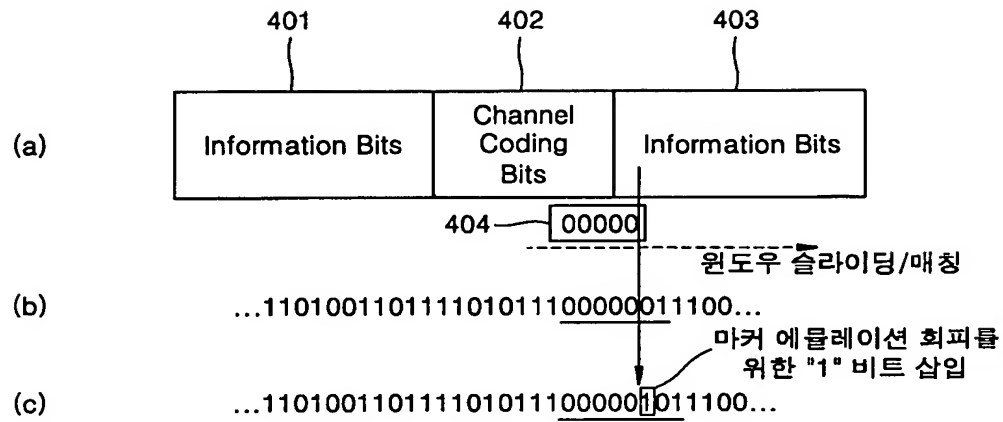 401
402
403
(a)
Information Bits
Channel
Coding
Bits
Information Bits
404
00000
윈도우 슬라이딩/매칭
(b)
...110100110111101011100000011100...
마커 에뮬레이션 회피를
위한 "1" 비트 삽입
(c)
...1101001101111010111000001011100...